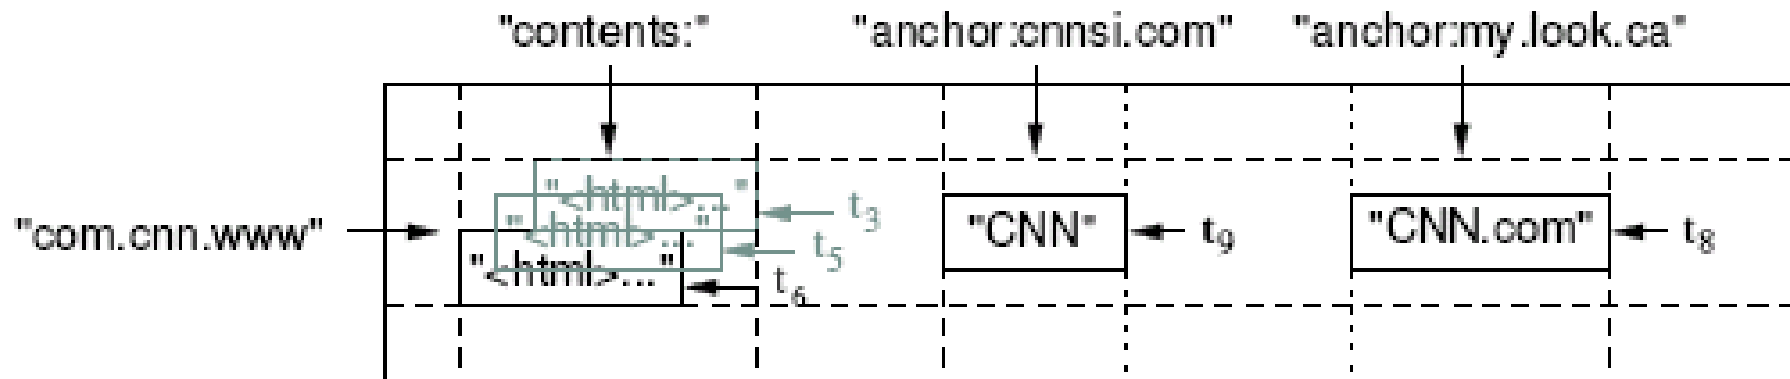 "contents:" "anchor:cnnsi.com" "anchor:my.look.ca"
"<html>..." t3
"com.cnn.www" "<html>..." "CNN" t9 "CNN.com" t8
t5
"<html>..." t6